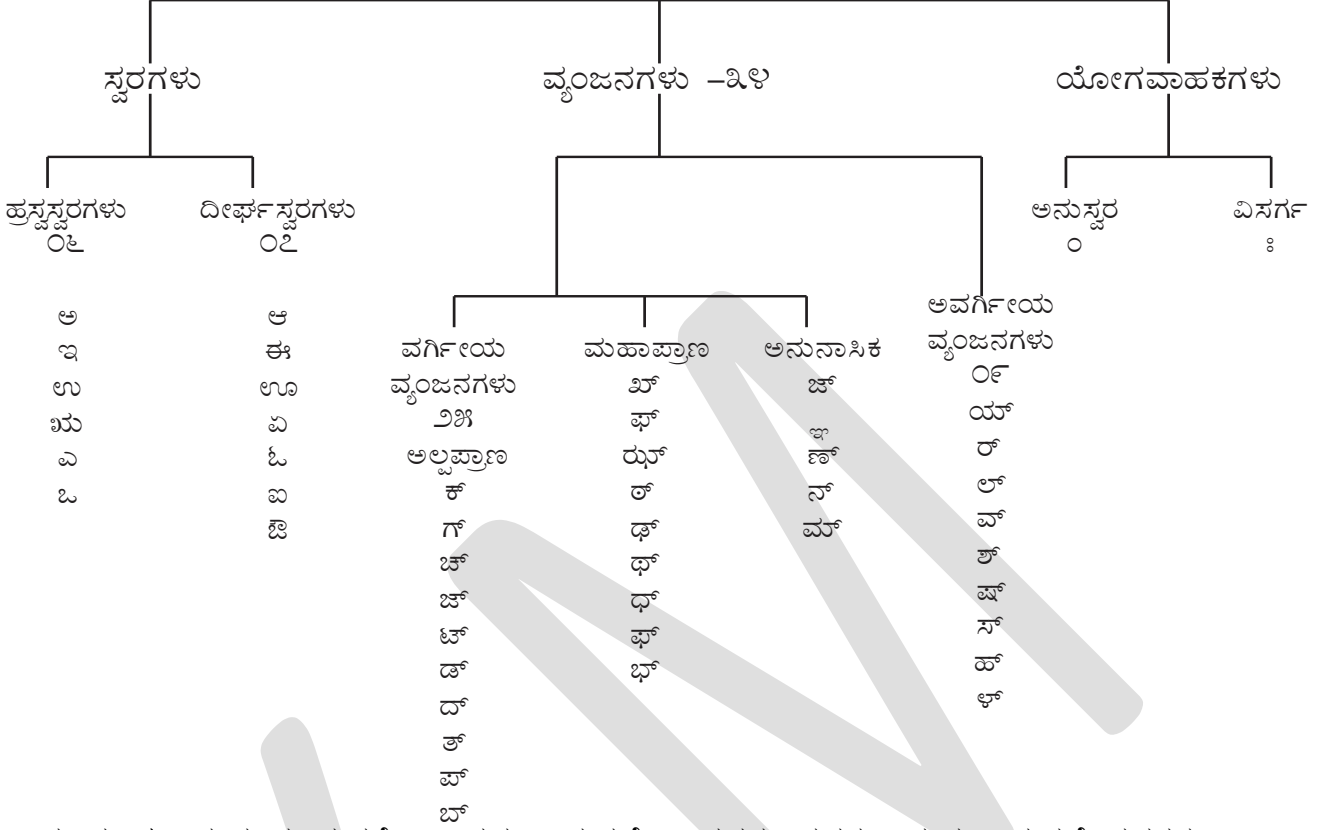 ಸ್ವರಗಳು
ವ್ಯಂಜನಗಳು –೩೪
ಯೋಗವಾಹಕಗಳು
ಹ್ರಸ್ವಸ್ವರಗಳು
೦೬
ಅ
ಇ
ಉ
ಋ
ಎ
ಒ
ದೀರ್ಘಸ್ವರಗಳು
೦೭
ಆ
ಈ
ಊ
ಏ
ಓ
ಐ
ಔ
ವರ್ಗೀಯ
ವ್ಯಂಜನಗಳು
೨೫
ಅಲ್ಪಪ್ರಾಣ
ಕ್
ಗ್
ಚ್
ಜ್
ಟ್
ಡ್
ದ್
ತ್
ಪ್
ಬ್
ಮಹಾಪ್ರಾಣ
ಖ್
ಘ್
ಝ್
ಠ್
ಢ್
ಥ್
ಧ್
ಫ್
ಭ್
ಅನುನಾಸಿಕ
ಜ್
ಞ
ಣ್
ನ್
ಮ್
ಅವರ್ಗೀಯ
ವ್ಯಂಜನಗಳು
೦೯
ಯ್
ರ್
ಲ್
ವ್
ಶ್
ಷ್
ಸ್
ಹ್
ಳ್
ಅನುಸ್ವರ
ಂ
ವಿಸರ್ಗ
ಃ